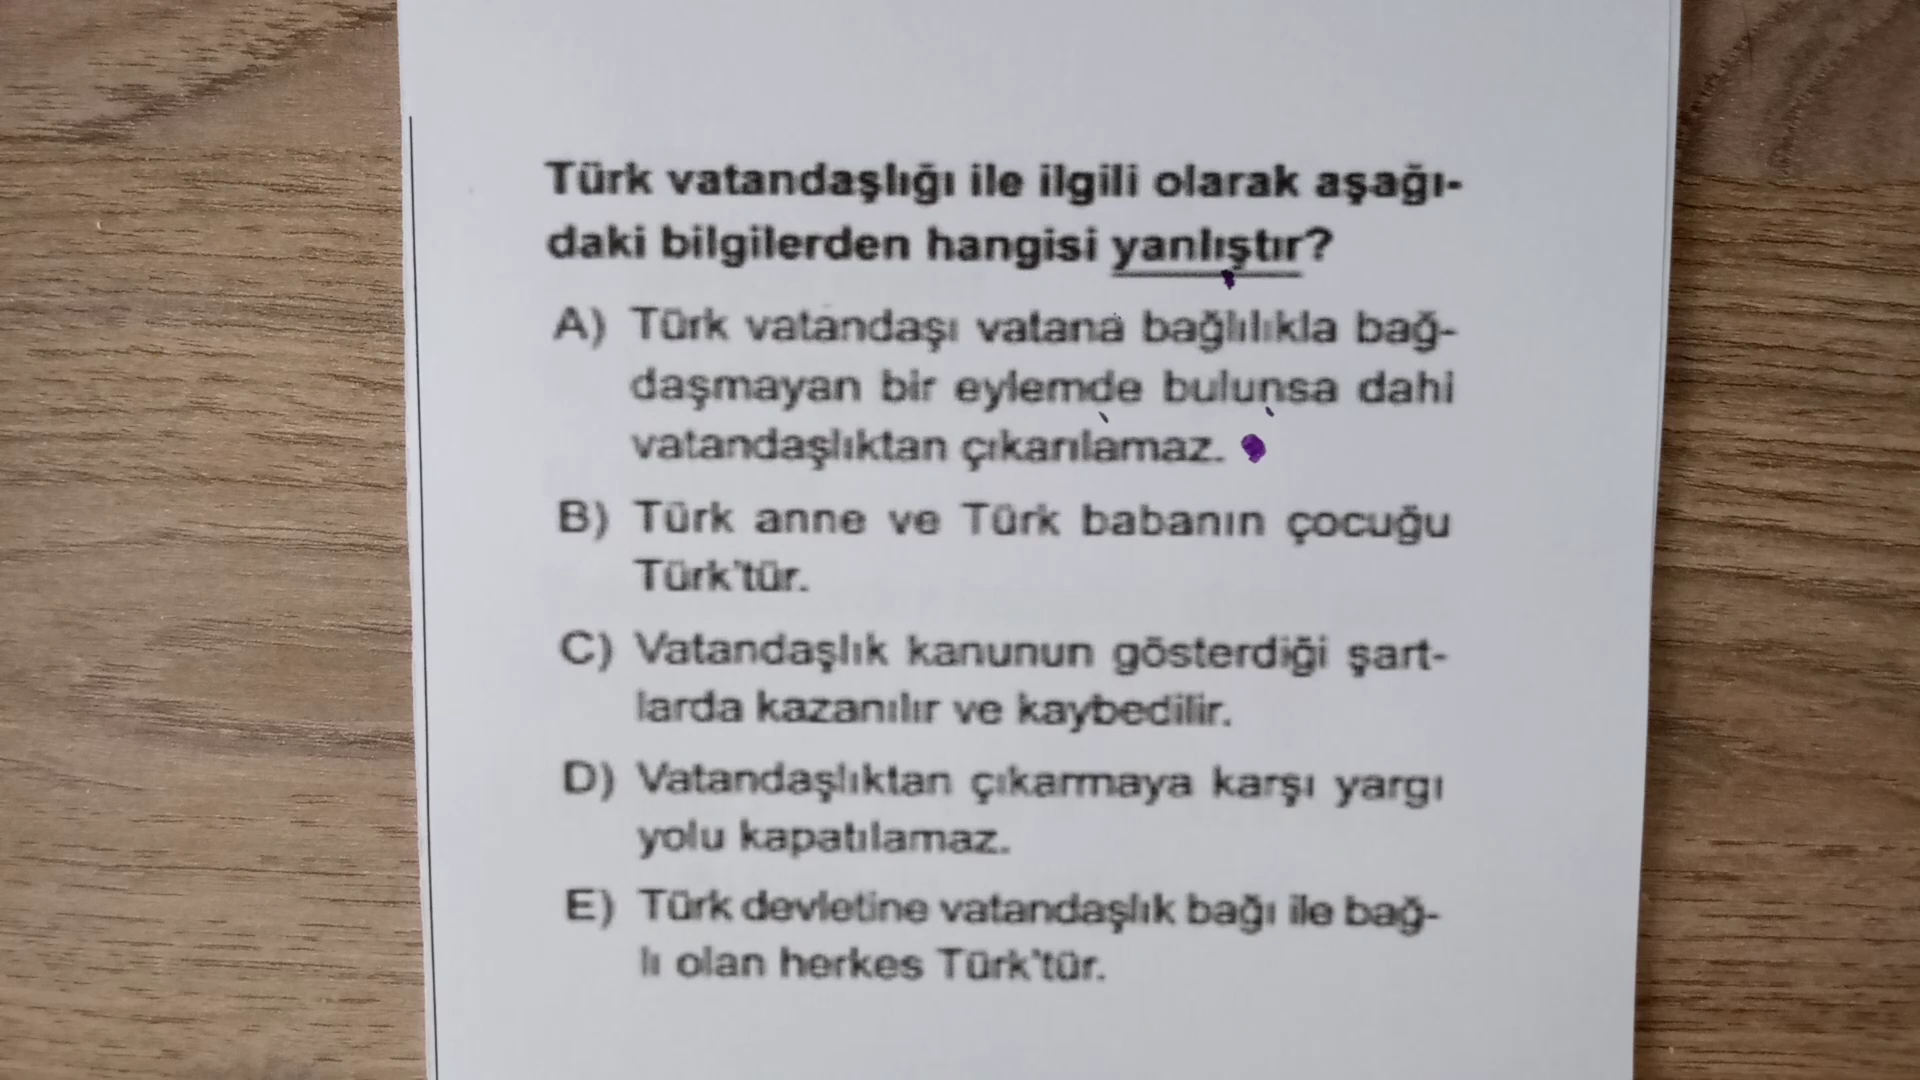 Türk vatandaşlığı ile ilgili olarak aşağı-
daki bilgilerden hangisi yanlıştır?
A) Türk vatandaşı vatana bağlılıkla bağ-
daşmayan bir eylemde bulunsa dahi
vatandaşlıktan çıkarılamaz.
B) Türk anne ve Türk babanın çocuğu
Türk'tür.
C) Vatandaşlık kanunun gösterdiği şart-
larda kazanılır ve kaybedilir.
D) Vatandaşlıktan çıkarmaya karşı yargı
yolu kapatılamaz.
E) Türk devletine vatandaşlık bağı ile bağ-
lı olan herkes Türk'tür.